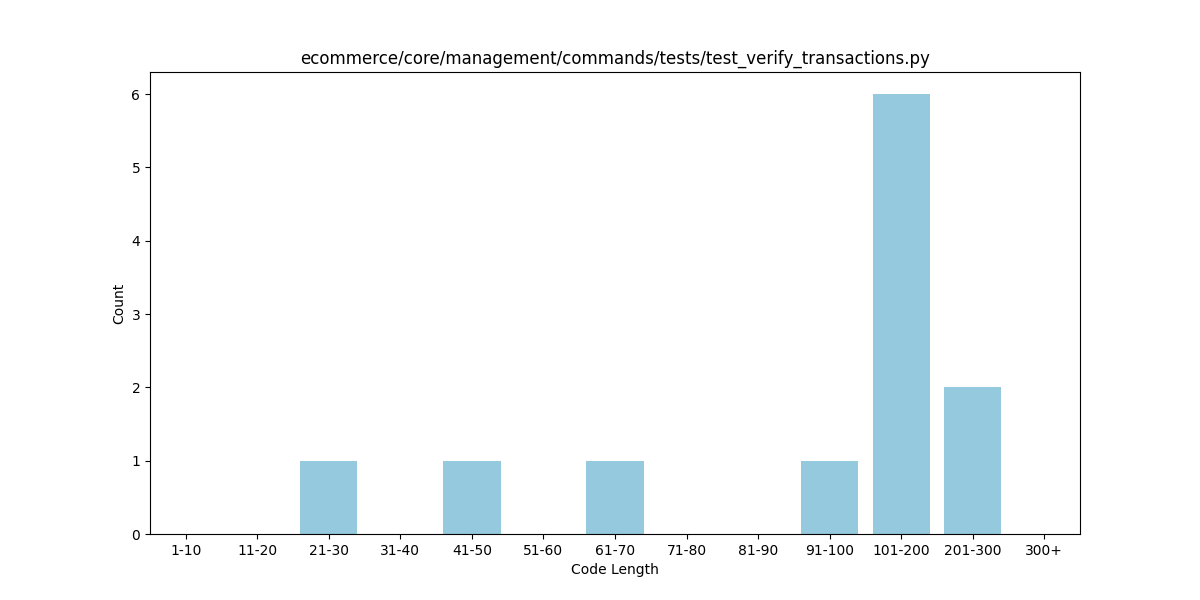 ecommerce/core/management/commands/tests/test_verify_transactions.py
6
5
4
3
2
1
0
Count
1-10 11-20 21-30 31-40 41-50 51-60 61-70 71-80 81-90 91-100 101-200 201-300 300+
Code Length